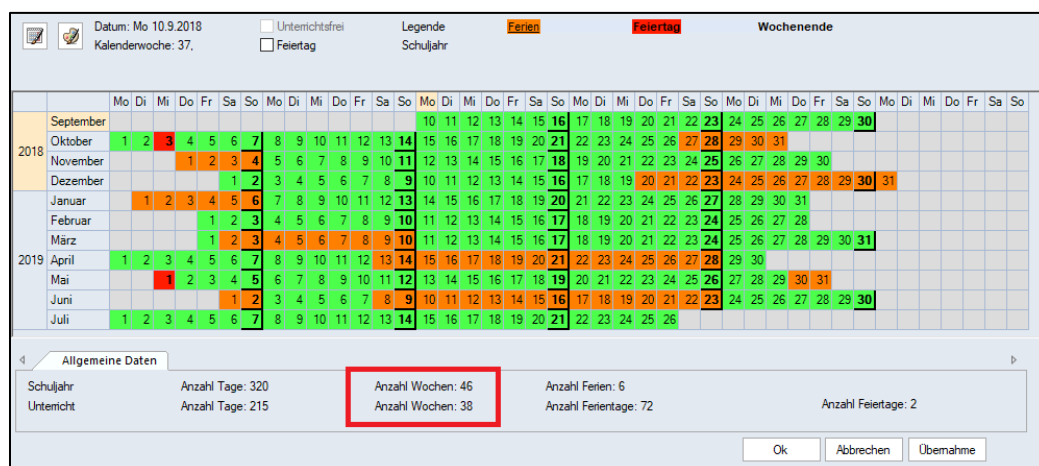 Datum: Mo 10.9.2018 Unterrichtsfrei Legende Ferien Feiertag Wochenende
Kalenderwoche: 37, Feiertag Schuljahr
Mo Di Mi Do Fr Sa So Mo Di Mi Do Fr Sa So Mo Di Mi Do Fr Sa So Mo Di Mi Do Fr Sa So Mo Di Mi Do Fr Sa So Mo Di Mi Do Fr Sa So
September 10 11 12 13 14 15 16 17 18 19 20 21 22 23 24 25 26 27 28 29 30
2018 Oktober 1 2 3 4 5 6 7 8 9 10 11 12 13 14 15 16 17 18 19 20 21 22 23 24 25 26 27 28 29 30 31
November 1 2 3 4 5 6 7 8 9 10 11 12 13 14 15 16 17 18 19 20 21 22 23 24 25 26 27 28 29 30
Dezember 1 2 3 4 5 6 7 8 9 10 11 12 13 14 15 16 17 18 19 20 21 22 23 24 25 26 27 28 29 30 31
Januar 1 2 3 4 5 6 7 8 9 10 11 12 13 14 15 16 17 18 19 20 21 22 23 24 25 26 27 28 29 30 31
Februar 1 2 3 4 5 6 7 8 9 10 11 12 13 14 15 16 17 18 19 20 21 22 23 24 25 26 27 28
März 1 2 3 4 5 6 7 8 9 10 11 12 13 14 15 16 17 18 19 20 21 22 23 24 25 26 27 28 29 30 31
2019 April 1 2 3 4 5 6 7 8 9 10 11 12 13 14 15 16 17 18 19 20 21 22 23 24 25 26 27 28 29 30
Mai 1 2 3 4 5 6 7 8 9 10 11 12 13 14 15 16 17 18 19 20 21 22 23 24 25 26 27 28 29 30 31
Juni 1 2 3 4 5 6 7 8 9 10 11 12 13 14 15 16 17 18 19 20 21 22 23 24 25 26 27 28 29 30
Juli 1 2 3 4 5 6 7 8 9 10 11 12 13 14 15 16 17 18 19 20 21 22 23 24 25 26
Allgemeine Daten
Schuljahr Anzahl Tage: 320 Anzahl Wochen: 46 Anzahl Ferien: 6
Unterricht Anzahl Tage: 215 Anzahl Wochen: 38 Anzahl Ferientage: 72 Anzahl Feiertage: 2
Ok Abbrechen Übernahme